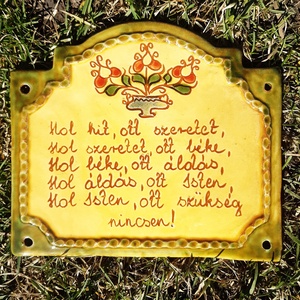 Hol hit, ott szeretet,
Hol szeretet, ott béke,
Hol béke, ott áldás,
Hol áldás, ott Isten,
Hol Isten, ott szükség
nincsen!